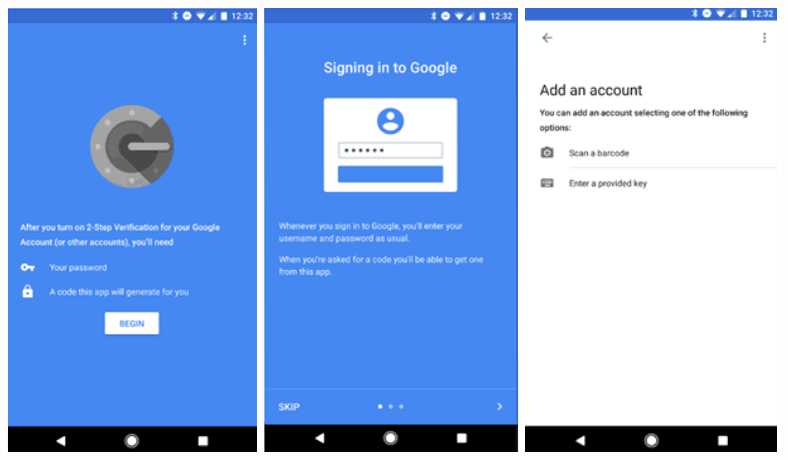 12:32
After you turn on 2-Step Verification for your Google
Account (or other accounts), you'll need
Your password
A code this app will generate for you
BEGIN
12:32
Signing in to Google
Whenever you sign in to Google, you'll enter your
username and password as usual.
When you're asked for a code you'll be able to get one
from this app.
SKIP
12:32
Add an account
You can add an account selecting one of the following
options:
Scan a barcode
Enter a provided key